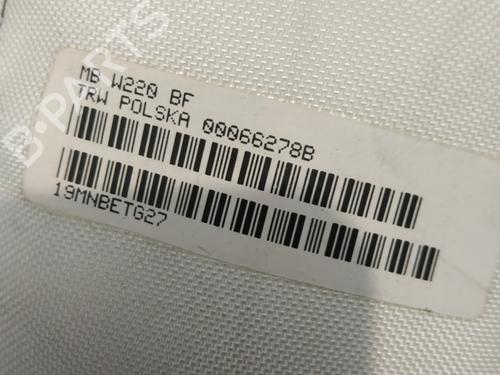 B-PARTS
MB W220 BF
TRW POLSKA 00066278B
19MNBETG27